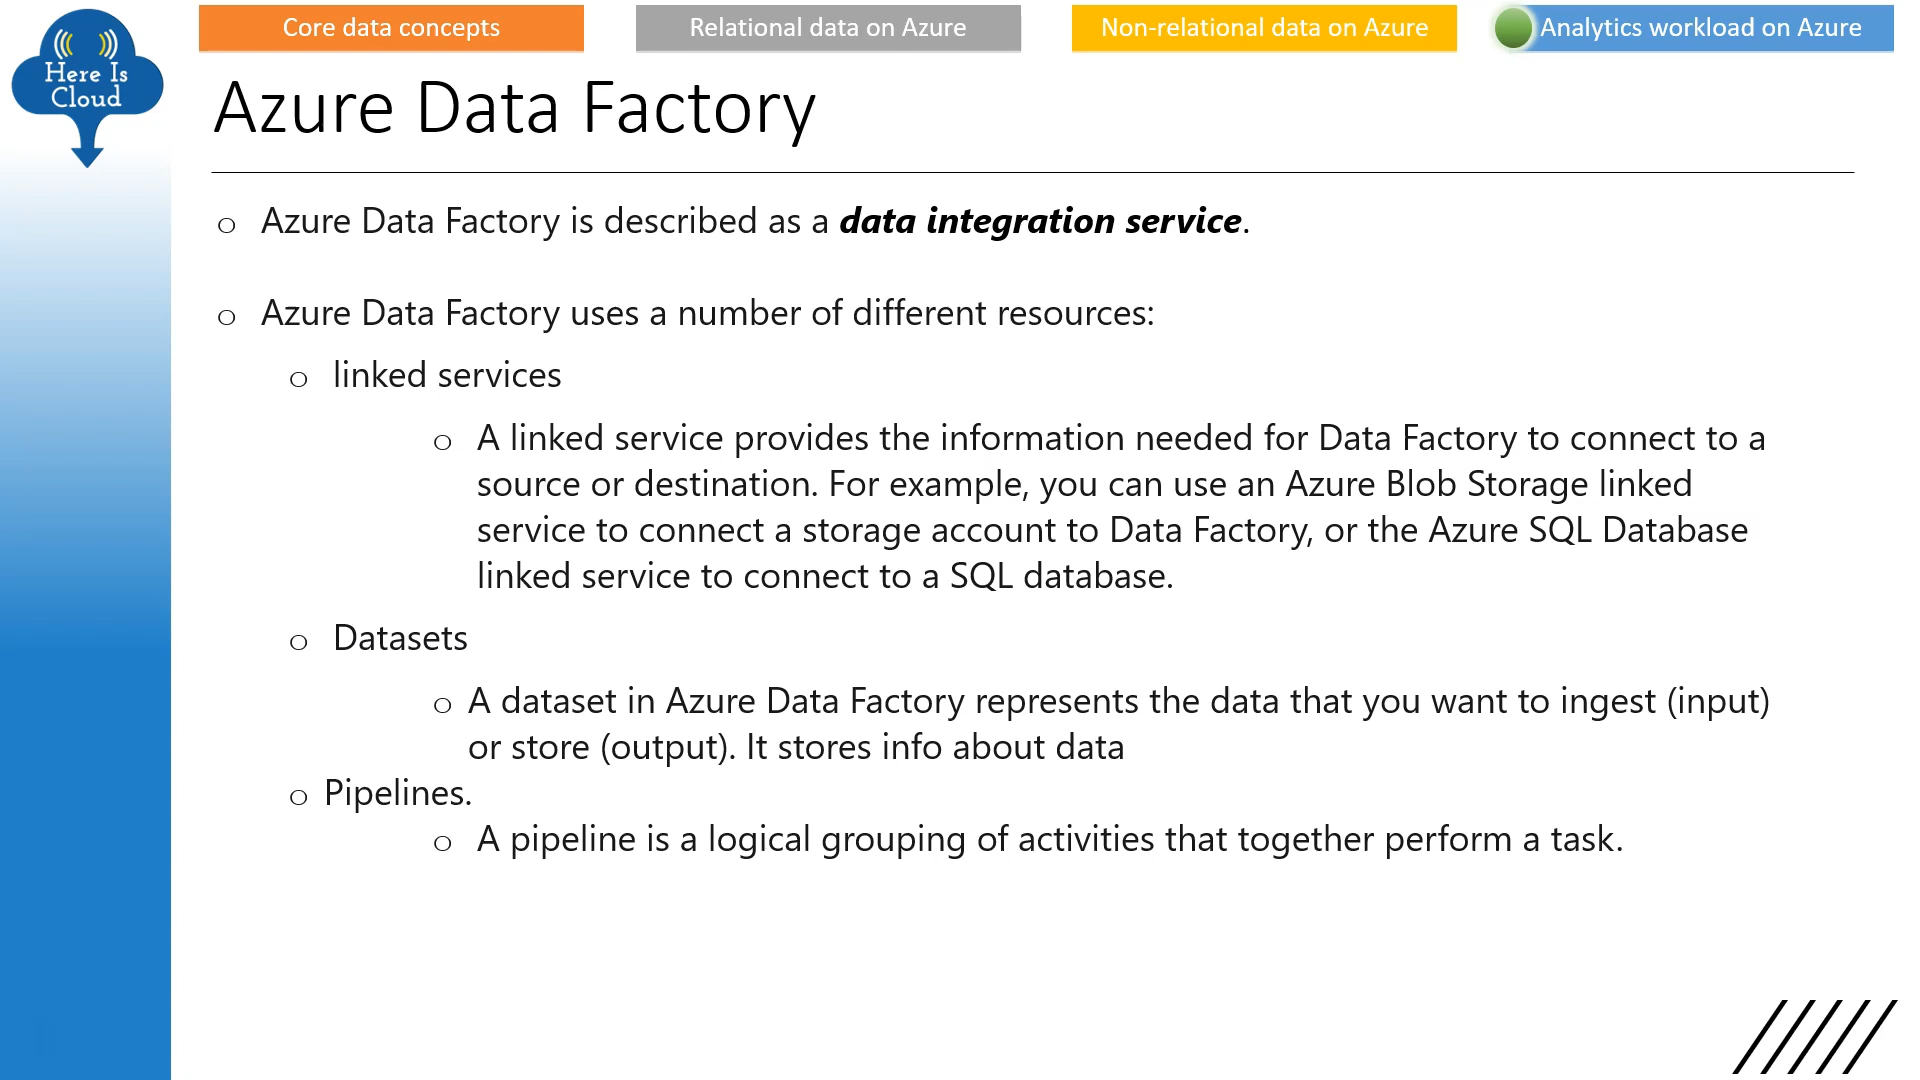 Core data concepts
Relational data on Azure
Non-relational data on Azure
Analytics workload on Azure
Here Is
Cloud
Azure Data Factory
o Azure Data Factory is described as a data integration service.
o Azure Data Factory uses a number of different resources:
o linked services
o A linked service provides the information needed for Data Factory to connect to a
source or destination. For example, you can use an Azure Blob Storage linked
service to connect a storage account to Data Factory, or the Azure SQL Database
linked service to connect to a SQL database.
o Datasets
o A dataset in Azure Data Factory represents the data that you want to ingest (input)
or store (output). It stores info about data
o Pipelines.
o A pipeline is a logical grouping of activities that together perform a task.